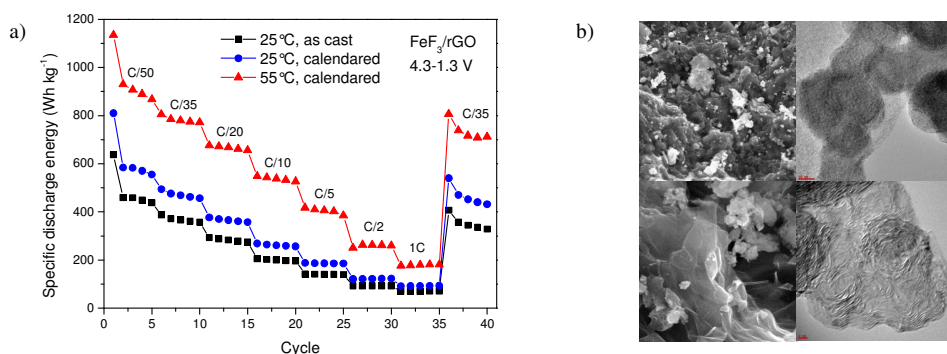 a)
b)
1200
1000
800
600
400
200
0
Specific discharge energy (Wh kg⁻¹)
25°C, as cast
25°C, calendared
55°C, calendared
FeF₃/rGO
4.3-1.3 V
C/50
C/35
C/20
C/10
C/5
C/2
1C
C/35
0 5 10 15 20 25 30 35 40
Cycle